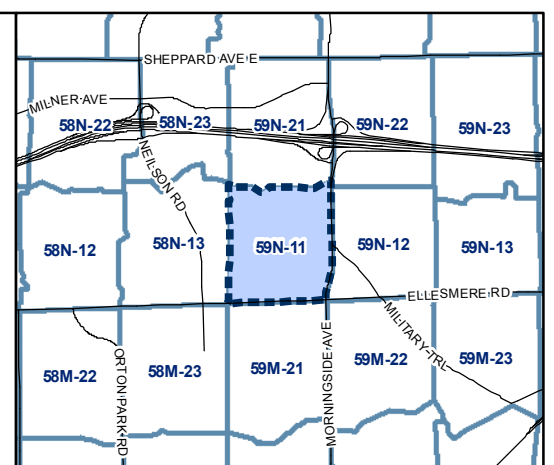 SHEPPARD AVE E
MILNER AVE
58N-22
58N-23
59N-21
59N-22
59N-23
NEILSON RD
58N-12
58N-13
59N-11
59N-12
59N-13
ELLESMERE RD
MILITARY TRL
ORTON PARK RD
MORNINGSIDE AVE
58M-22
58M-23
59M-21
59M-22
59M-23